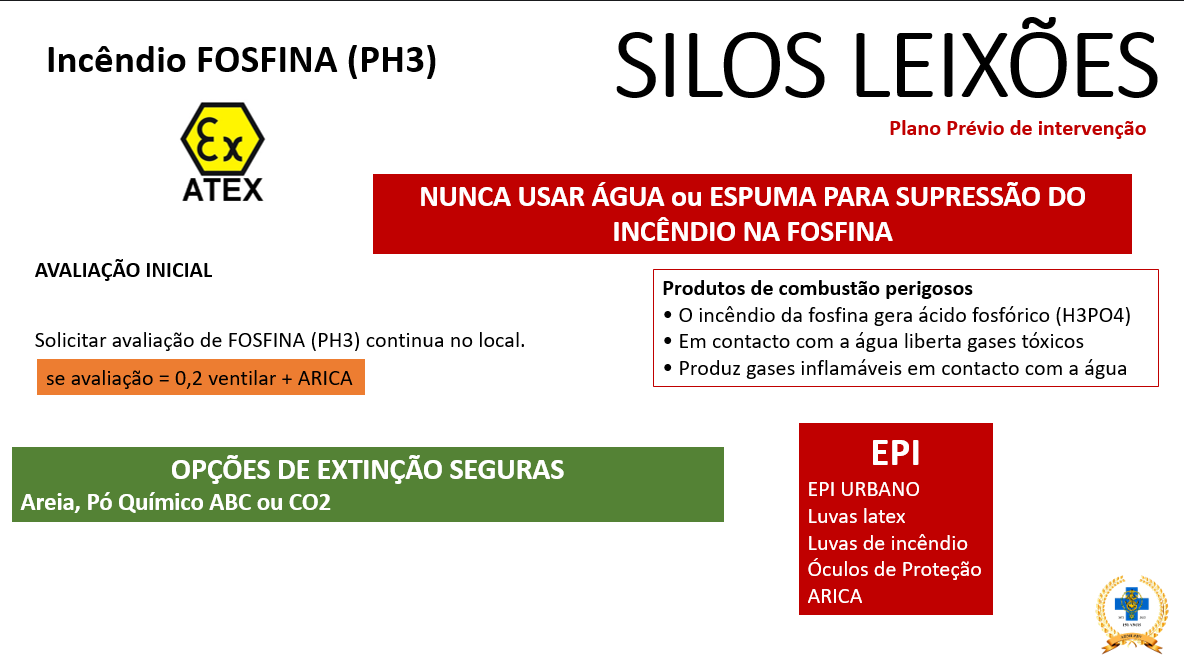 Incêndio FOSFINA (PH3)
SILOS LEIXÕES
Plano Prévio de intervenção
Ex
ATEX
NUNCA USAR ÁGUA ou ESPUMA PARA SUPRESSÃO DO
INCÊNDIO NA FOSFINA
AVALIAÇÃO INICIAL
Produtos de combustão perigosos
• O incêndio da fosfina gera ácido fosfórico (H3PO4)
• Em contacto com a água liberta gases tóxicos
• Produz gases inflamáveis em contacto com a água
Solicitar avaliação de FOSFINA (PH3) continua no local.
se avaliação = 0,2 ventilar + ARICA
OPÇÕES DE EXTINÇÃO SEGURAS
Areia, Pó Químico ABC ou CO2
EPI
EPI URBANO
Luvas latex
Luvas de incêndio
Óculos de Proteção
ARICA